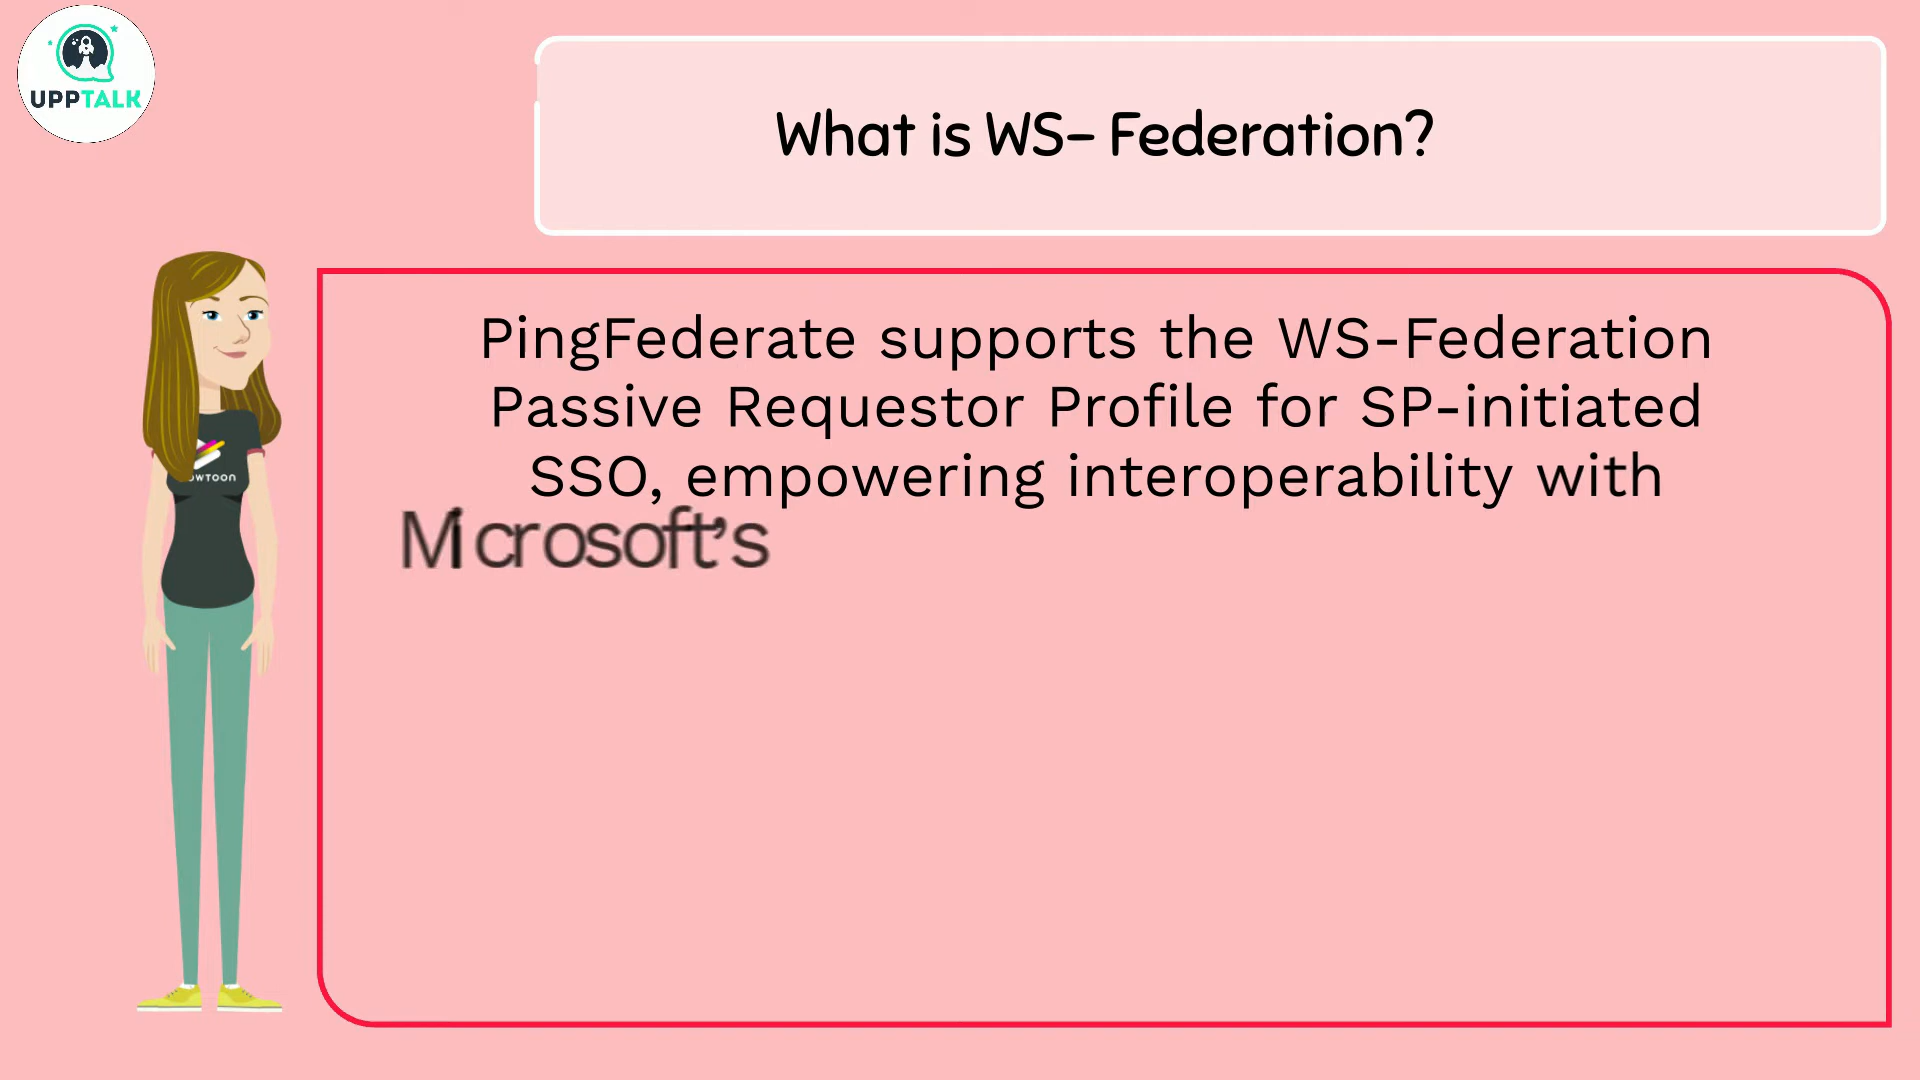 UPPTALK
What is WS- Federation?
PingFederate supports the WS-Federation
Passive Requestor Profile for SP-initiated
SSO, empowering interoperability with
Microsoft’s
OWTOON